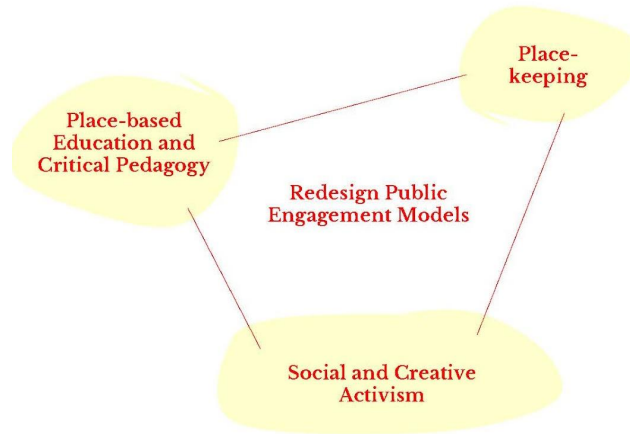 Place-
keeping
Place-based
Education and
Critical Pedagogy
Redesign Public
Engagement Models
Social and Creative
Activism